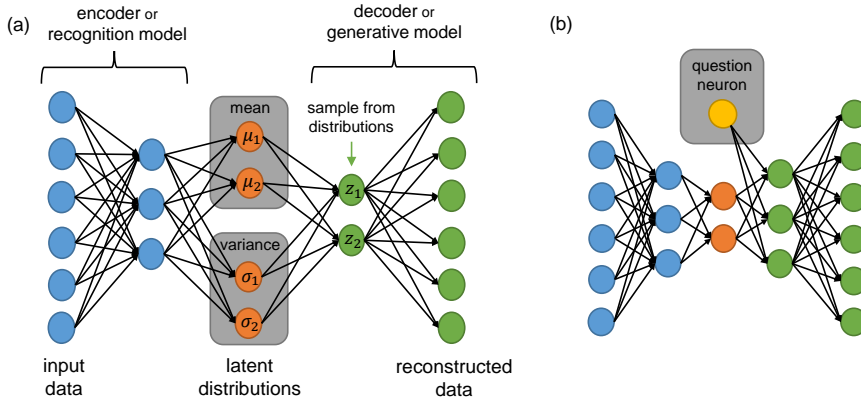 (a)
encoder or
recognition model
decoder or
generative model
mean
μ₁
μ₂
variance
σ₁
σ₂
sample from
distributions
z₁
z₂
input
data
latent
distributions
reconstructed
data
(b)
question
neuron